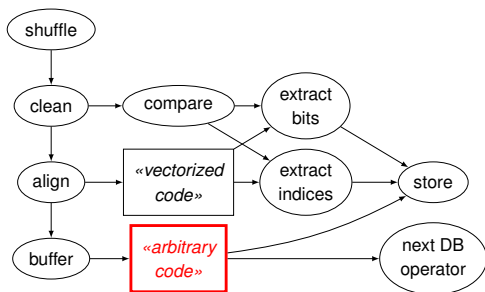 shuffle
clean
compare
extract
bits
align
«vectorized
code»
extract
indices
store
buffer
«arbitrary
code»
next DB
operator